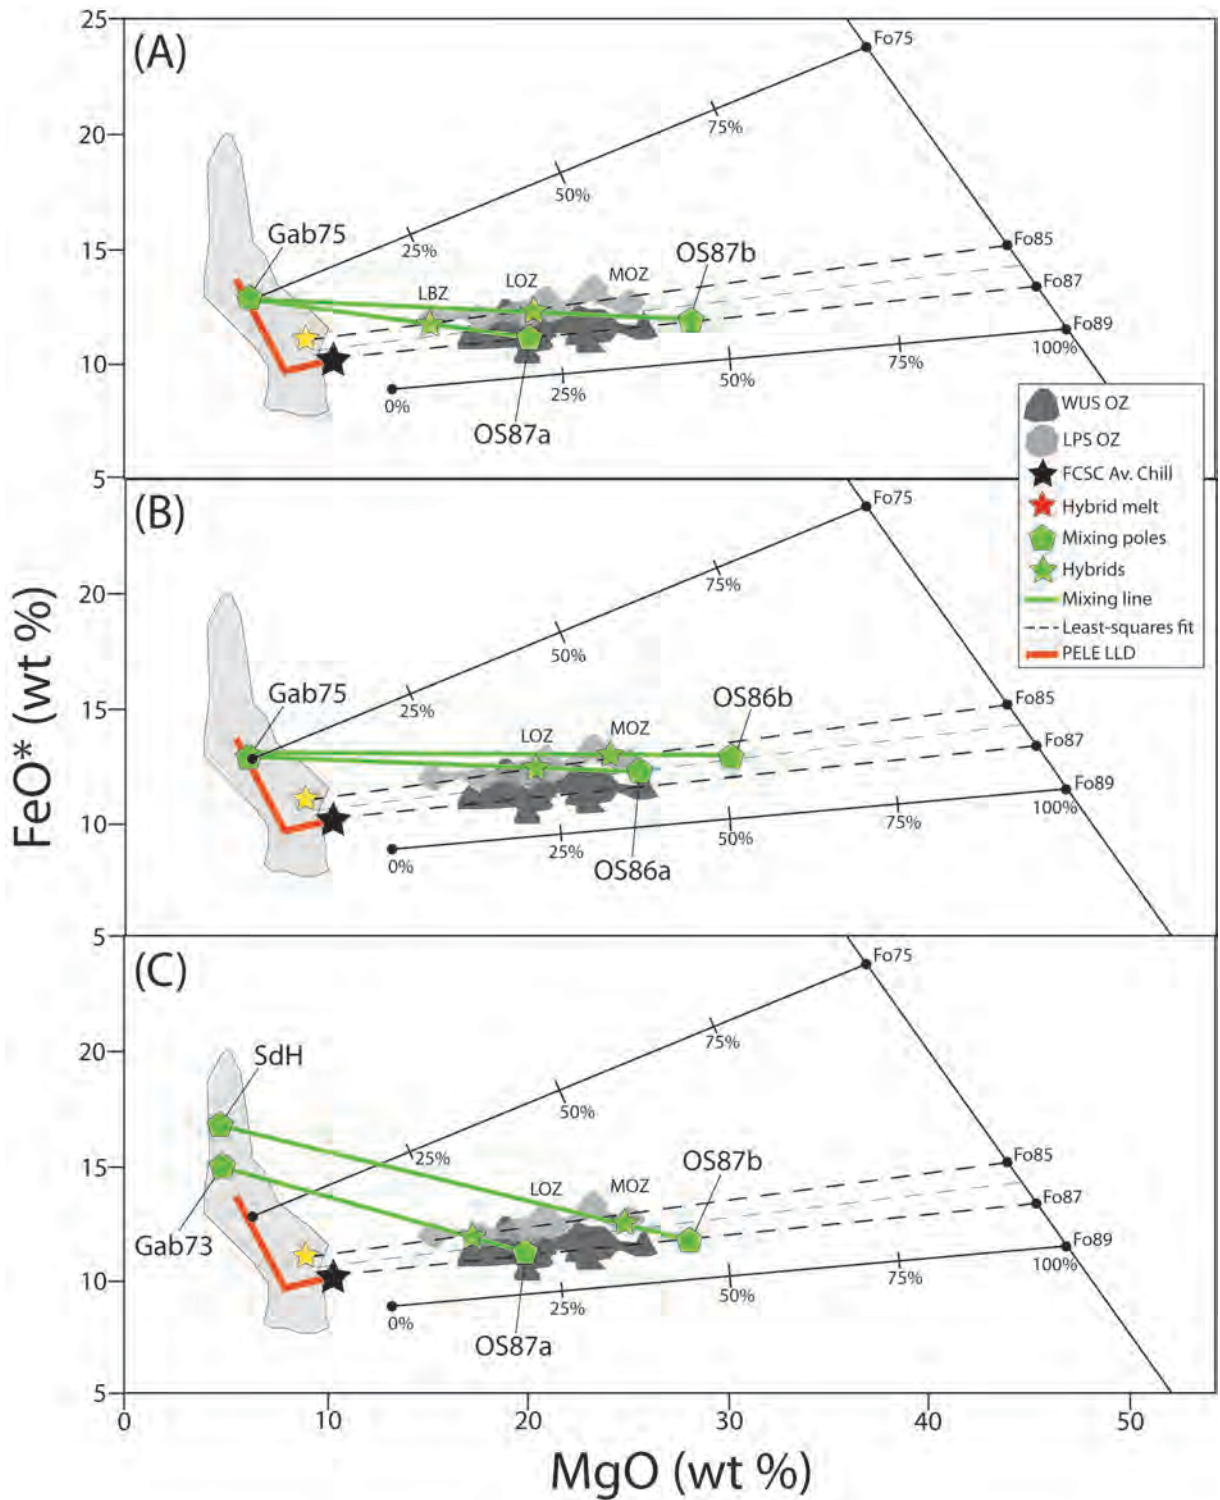 25
(A)
Fo75
20
75%
50%
Gab75
25%
15
OS87b
Fo85
LBZ
LOZ
MOZ
Fo87
Fo89
10
0%
25%
50%
75%
100%
OS87a
5
WUS OZ
LPS OZ
FCSC Av. Chill
Hybrid melt
Mixing poles
Hybrids
Mixing line
Least-squares fit
PELE LLD
(B)
Fo75
20
75%
50%
Gab75
25%
15
OS86b
Fo85
LOZ
MOZ
Fo87
Fo89
10
0%
25%
50%
75%
100%
OS86a
5
FeO* (wt %)
(C)
Fo75
20
SdH
75%
50%
25%
15
OS87b
Fo85
LOZ
MOZ
Fo87
Gab73
Fo89
10
0%
25%
50%
75%
100%
OS87a
5
0
10
20
30
40
50
MgO (wt %)